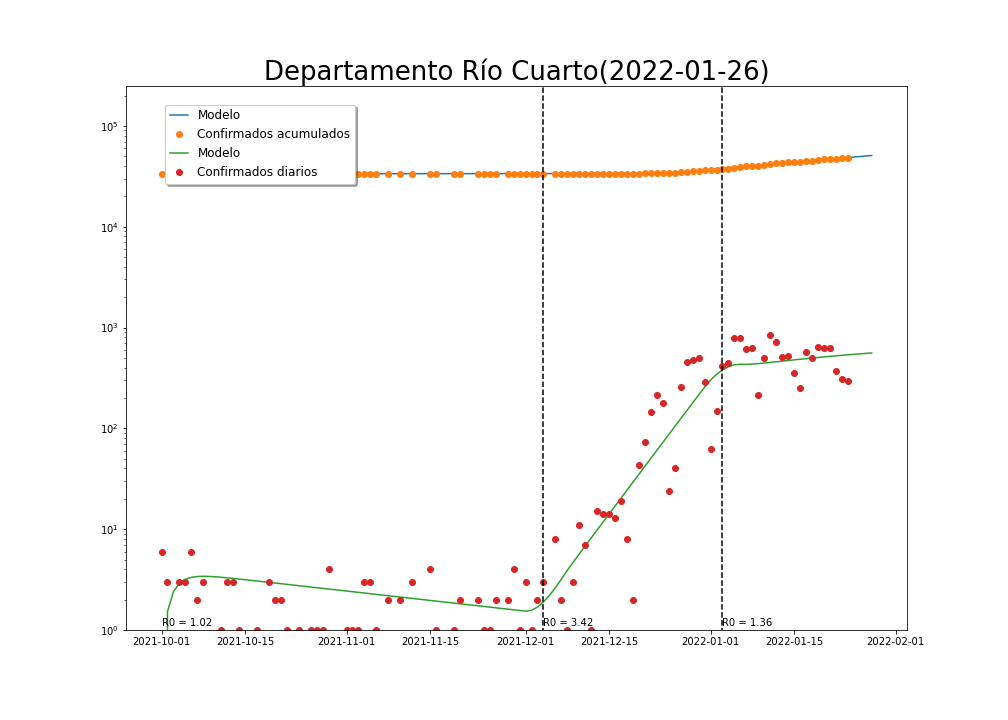 Departamento Río Cuarto(2022-01-26)
Modelo
Confirmados acumulados
Modelo
Confirmados diarios
10⁵
10⁴
10³
10²
10¹
10⁰
R0 = 1.02
R0 = 3.42
R0 = 1.36
2021-10-01
2021-10-15
2021-11-01
2021-11-15
2021-12-01
2021-12-15
2022-01-01
2022-01-15
2022-02-01